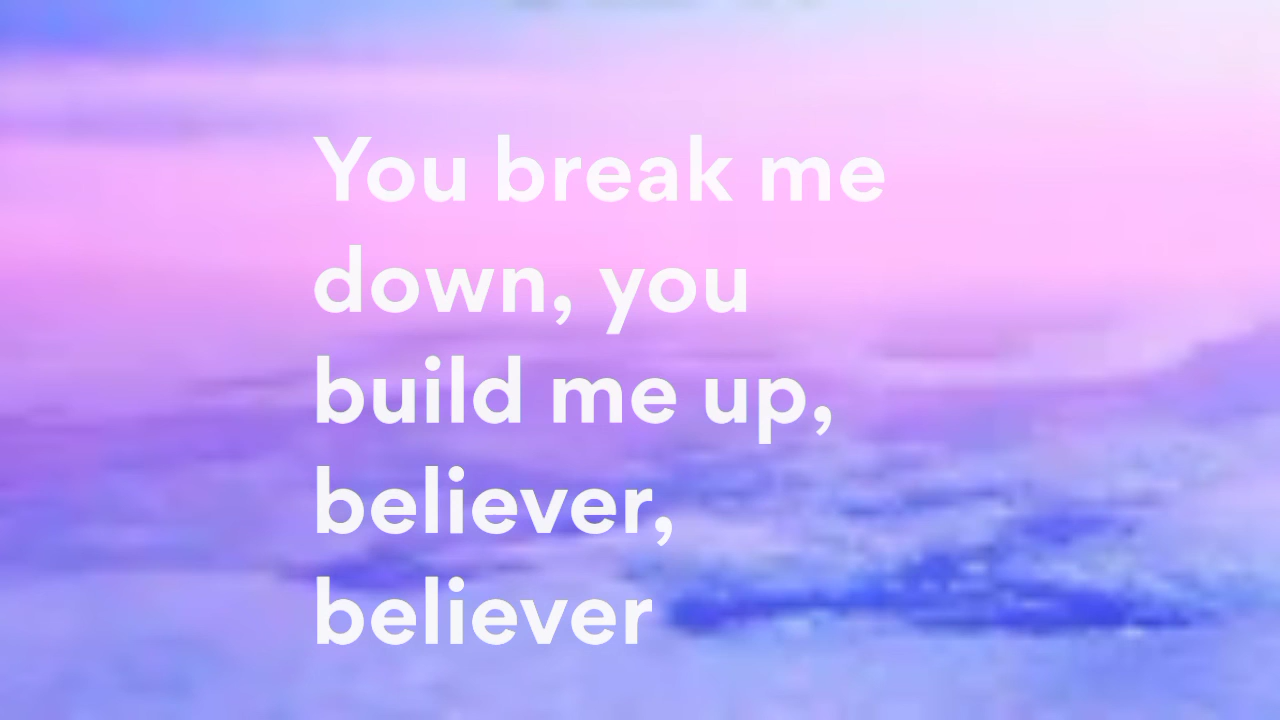 You break me
down, you
build me up,
believer,
believer